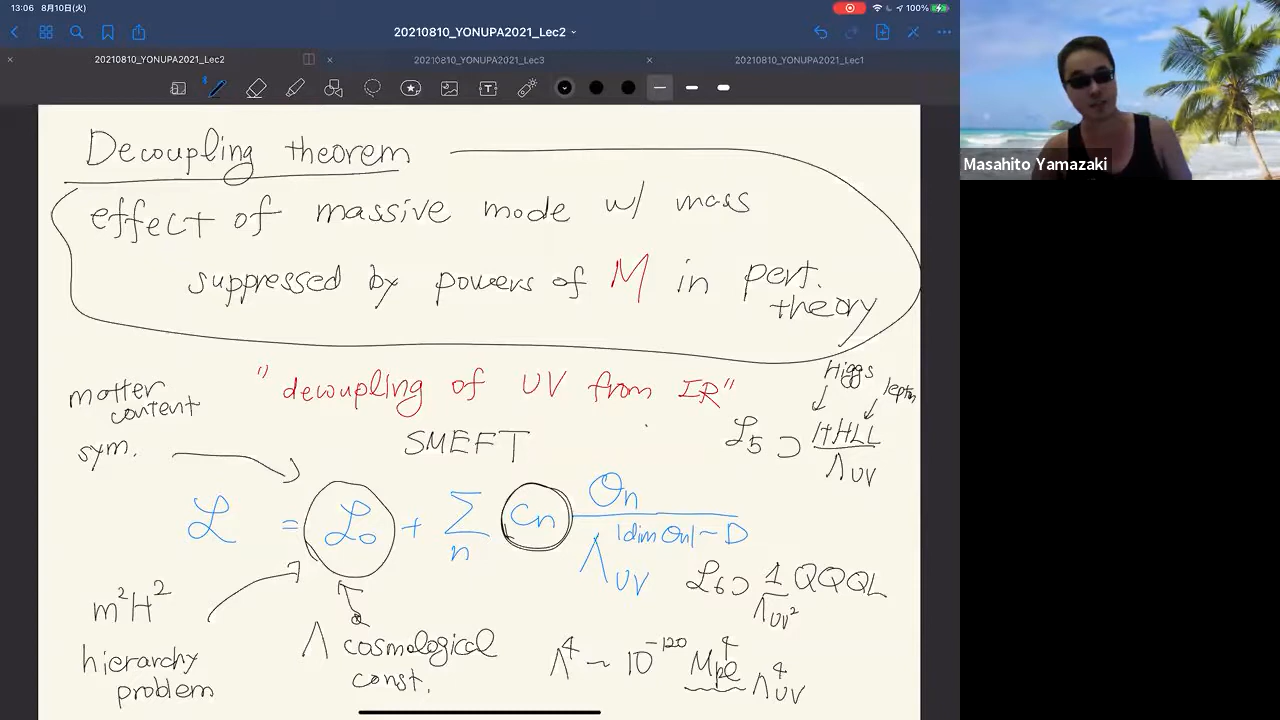 13:06 8月10日(火)
100%
20210810_YONUPA2021_Lec2
20210810_YONUPA2021_Lec2
20210810_YONUPA2021_Lec3
20210810_YONUPA2021_Lec1
Masahito Yamazaki
Decoupling theorem
effect of massive mode w/ mass
suppressed by powers of M in pert.
theory
"decoupling of UV from IR"
matter
content
sym.
SMEFT
Higgs
lepton
ℒ5 ⊃ HHLL / ΛUV
ℒ = ℒ0 + Σn cn On / ΛUV^|dim On|-D
ℒ6 ⊃ 1/ΛUV² QQQL
m²H²
hierarchy
problem
Λ cosmological
const.
Λ⁴ ~ 10⁻¹²⁰ Mpl⁴ ΛUV⁴